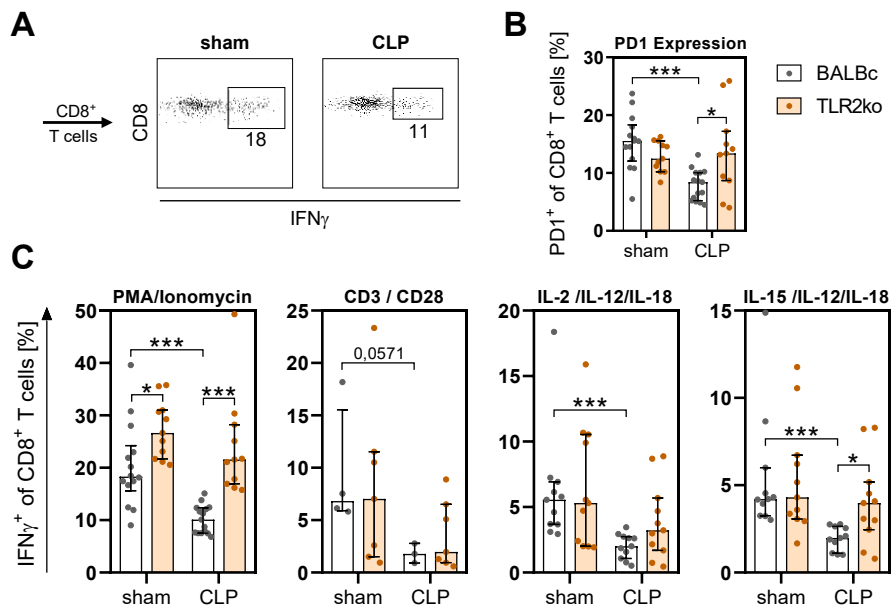 A
sham
CLP
CD8⁺
T cells
CD8
18
11
IFNγ
B
PD1 Expression
PD1⁺ of CD8⁺ T cells [%]
30
20
10
0
***
*
sham
CLP
BALBc
TLR2ko
C
IFNγ⁺ of CD8⁺ T cells [%]
PMA/Ionomycin
50
40
30
20
10
0
***
*
***
sham
CLP
CD3 / CD28
25
20
15
10
5
0
0,0571
sham
CLP
IL-2 /IL-12/IL-18
20
15
10
5
0
***
sham
CLP
IL-15 /IL-12/IL-18
15
10
5
0
***
*
sham
CLP